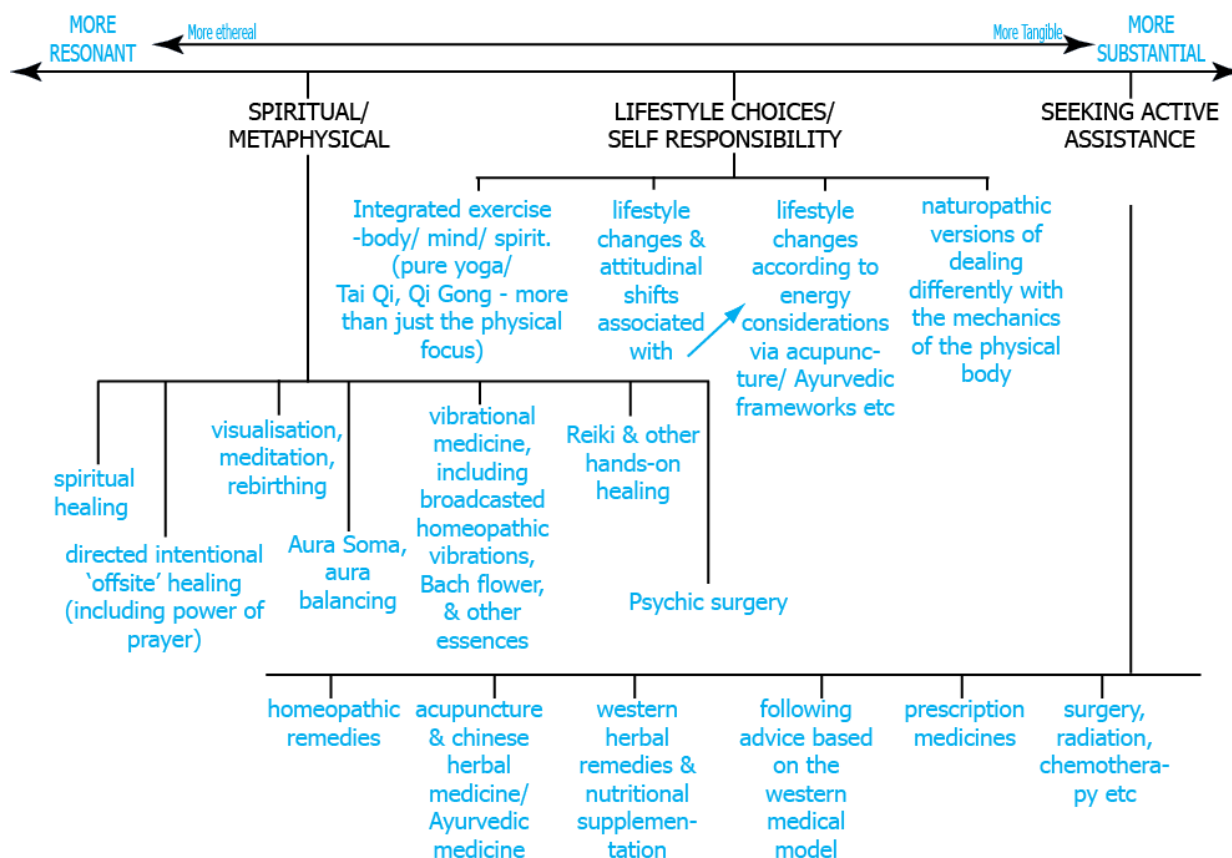 MORE
RESONANT
More ethereal
More Tangible
MORE
SUBSTANTIAL
SPIRITUAL/
METAPHYSICAL
LIFESTYLE CHOICES/
SELF RESPONSIBILITY
SEEKING ACTIVE
ASSISTANCE
Integrated exercise
-body/ mind/ spirit.
(pure yoga/
Tai Qi, Qi Gong - more
than just the physical
focus)
lifestyle
changes &
attitudinal
shifts
associated
with
lifestyle
changes
according to
energy
considerations
via acupunc-
ture/ Ayurvedic
frameworks etc
naturopathic
versions of
dealing
differently with
the mechanics
of the physical
body
spiritual
healing
directed intentional
‘offsite’ healing
(including power of
prayer)
visualisation,
meditation,
rebirthing
Aura Soma,
aura
balancing
vibrational
medicine,
including
broadcasted
homeopathic
vibrations,
Bach flower,
& other
essences
Reiki & other
hands-on
healing
Psychic surgery
homeopathic
remedies
acupuncture
& chinese
herbal
medicine/
Ayurvedic
medicine
western
herbal
remedies &
nutritional
supplemen-
tation
following
advice based
on the
western
medical
model
prescription
medicines
surgery,
radiation,
chemothera-
py etc